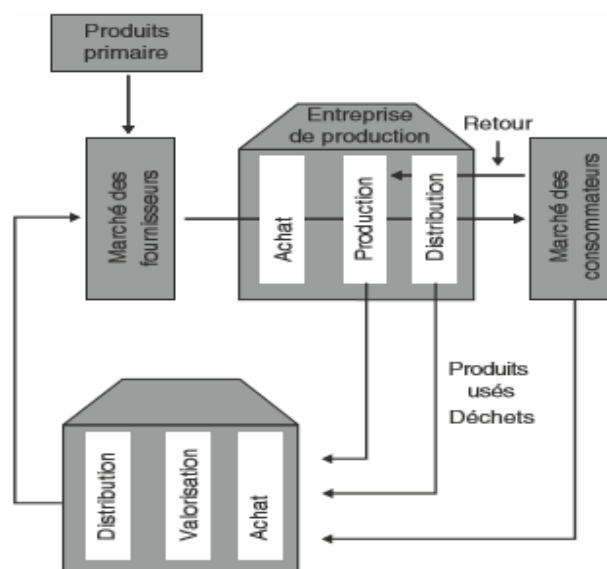 Produits
primaire
Entreprise
de production
Retour
Marché des
fournisseurs
Achat
Production
Distribution
Marché des
consommateurs
Produits
usés
Déchets
Distribution
Valorisation
Achat